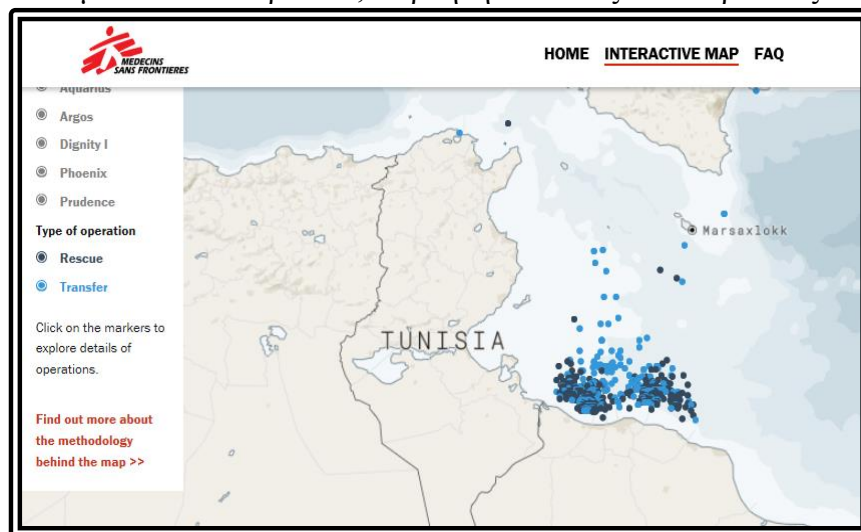 MEDECINS
SANS FRONTIERES
HOME INTERACTIVE MAP FAQ
Aquarius
Argos
Dignity I
Phoenix
Prudence
Type of operation
Rescue
Transfer
Click on the markers to
explore details of
operations.
Find out more about
the methodology
behind the map >>
Marsaxlokk
TUNISIA